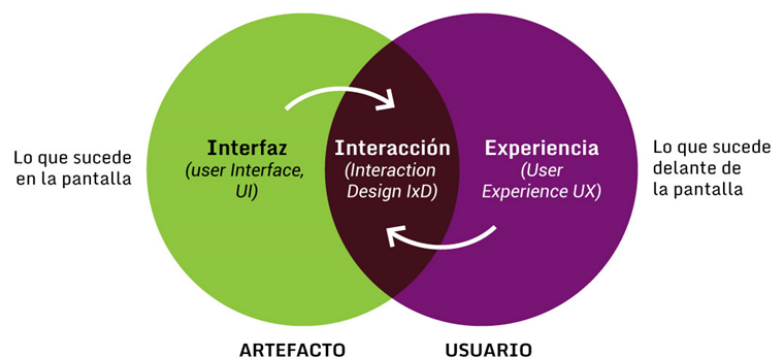 Lo que sucede
en la pantalla
Interfaz
(user Interface,
UI)
Interacción
(Interaction
Design IxD)
Experiencia
(User
Experience UX)
Lo que sucede
delante de
la pantalla
ARTEFACTO
USUARIO